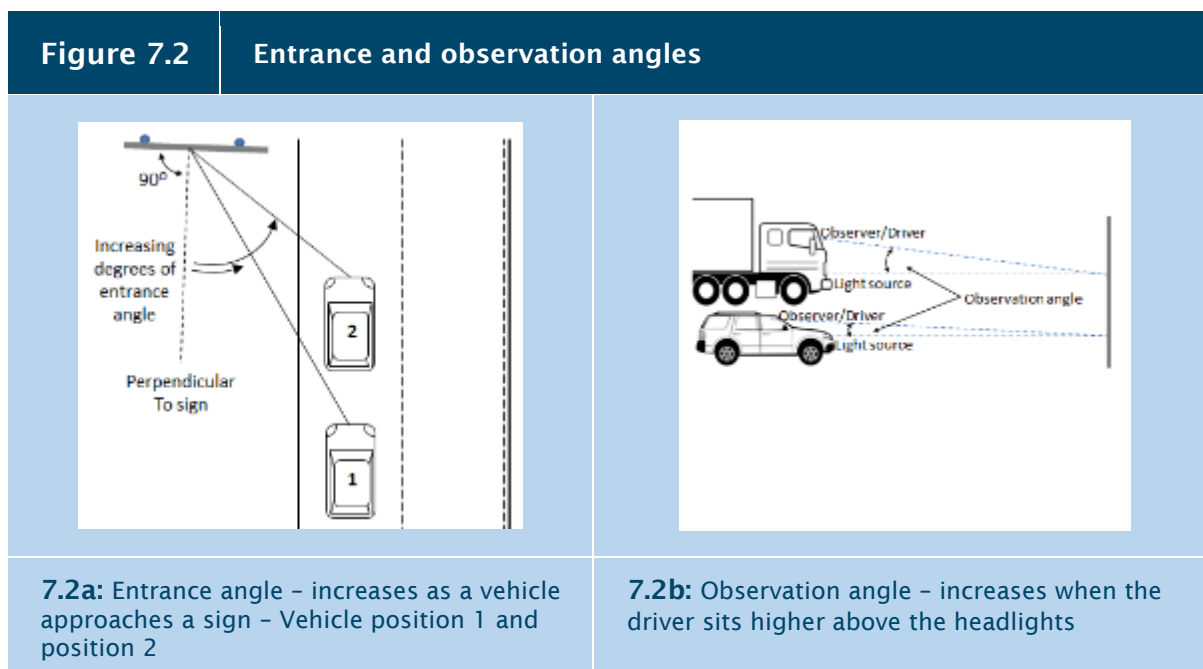 Figure 7.2
Entrance and observation angles
90º
Increasing
degrees of
entrance
angle
Perpendicular
To sign
2
1
Observer/Driver
Light source
Observation angle
Observer/Driver
Light source
7.2a: Entrance angle – increases as a vehicle
approaches a sign – Vehicle position 1 and
position 2
7.2b: Observation angle – increases when the
driver sits higher above the headlights